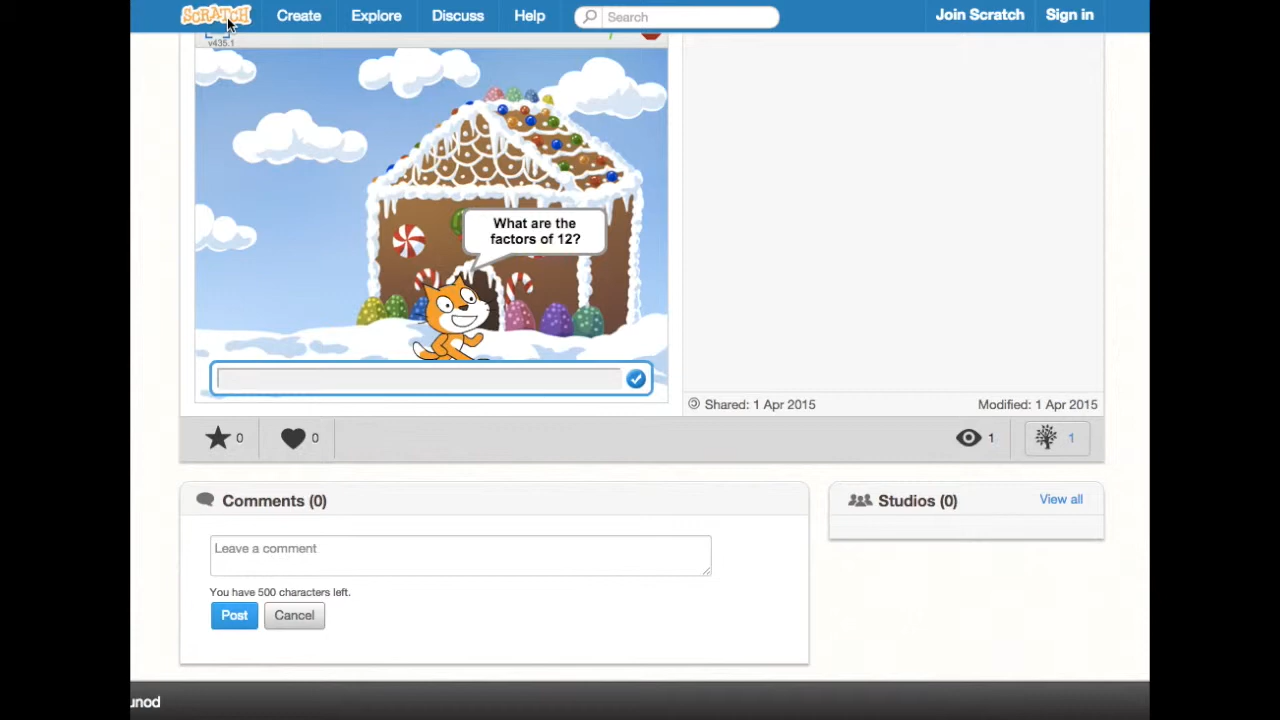 SCRATCH Create Explore Discuss Help Search Join Scratch Sign in
v435.1
What are the
factors of 12?
Shared: 1 Apr 2015 Modified: 1 Apr 2015
0 0 1 1
Comments (0) Studios (0) View all
Leave a comment
You have 500 characters left.
Post Cancel
unod